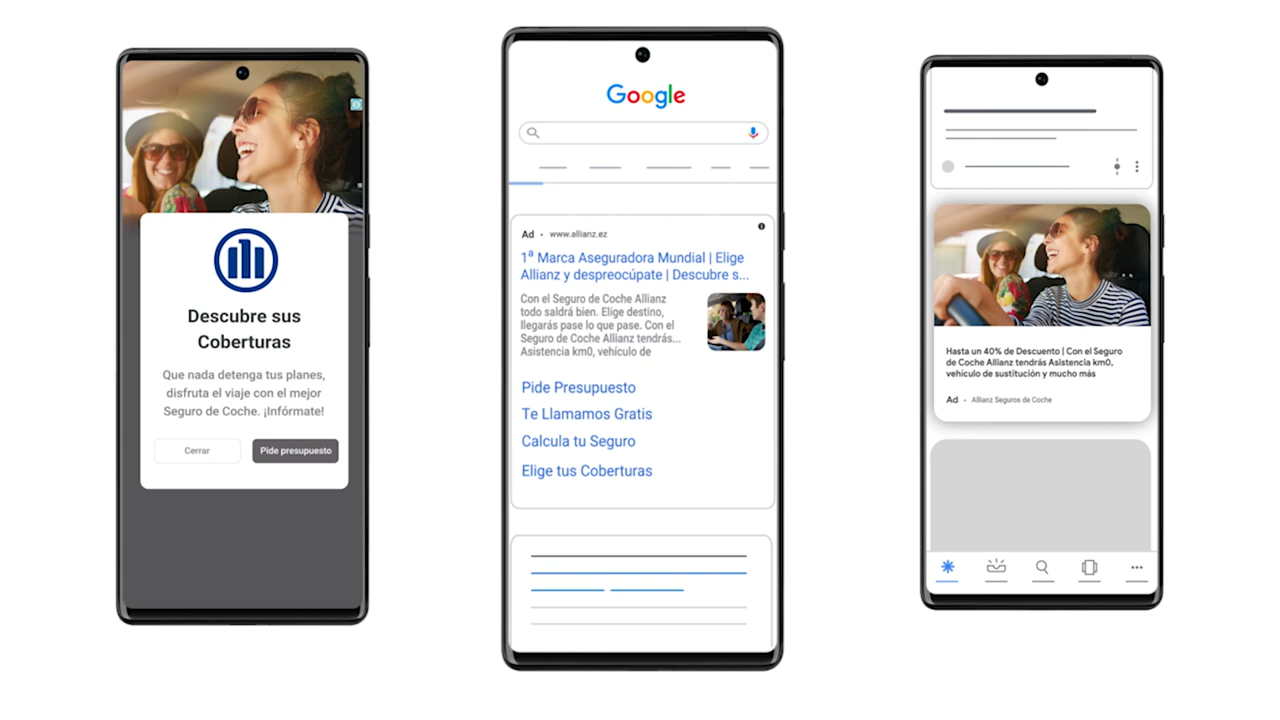 Descubre sus
Coberturas
Que nada detenga tus planes,
disfruta el viaje con el mejor
Seguro de Coche. ¡Infórmate!
Cerrar
Pide presupuesto
Google
Ad · www.allianz.ez
1ª Marca Aseguradora Mundial | Elige
Allianz y despreocúpate | Descubre s...
Con el Seguro de Coche Allianz
todo saldrá bien. Elige destino,
llegarás pase lo que pase. Con el
Seguro de Coche Allianz tendrás...
Asistencia km0, vehículo de
Pide Presupuesto
Te Llamamos Gratis
Calcula tu Seguro
Elige tus Coberturas
Hasta un 40% de Descuento | Con el Seguro
de Coche Allianz tendrás Asistencia km0,
vehículo de sustitución y mucho más
Ad · Allianz Seguros de Coche